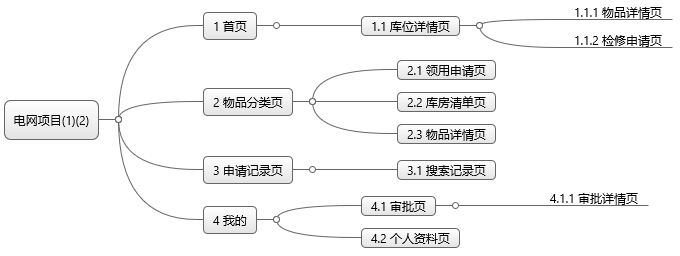 电网项目(1)(2)
1 首页
1.1 库位详情页
1.1.1 物品详情页
1.1.2 检修申请页
2 物品分类页
2.1 领用申请页
2.2 库房清单页
2.3 物品详情页
3 申请记录页
3.1 搜索记录页
4 我的
4.1 审批页
4.1.1 审批详情页
4.2 个人资料页